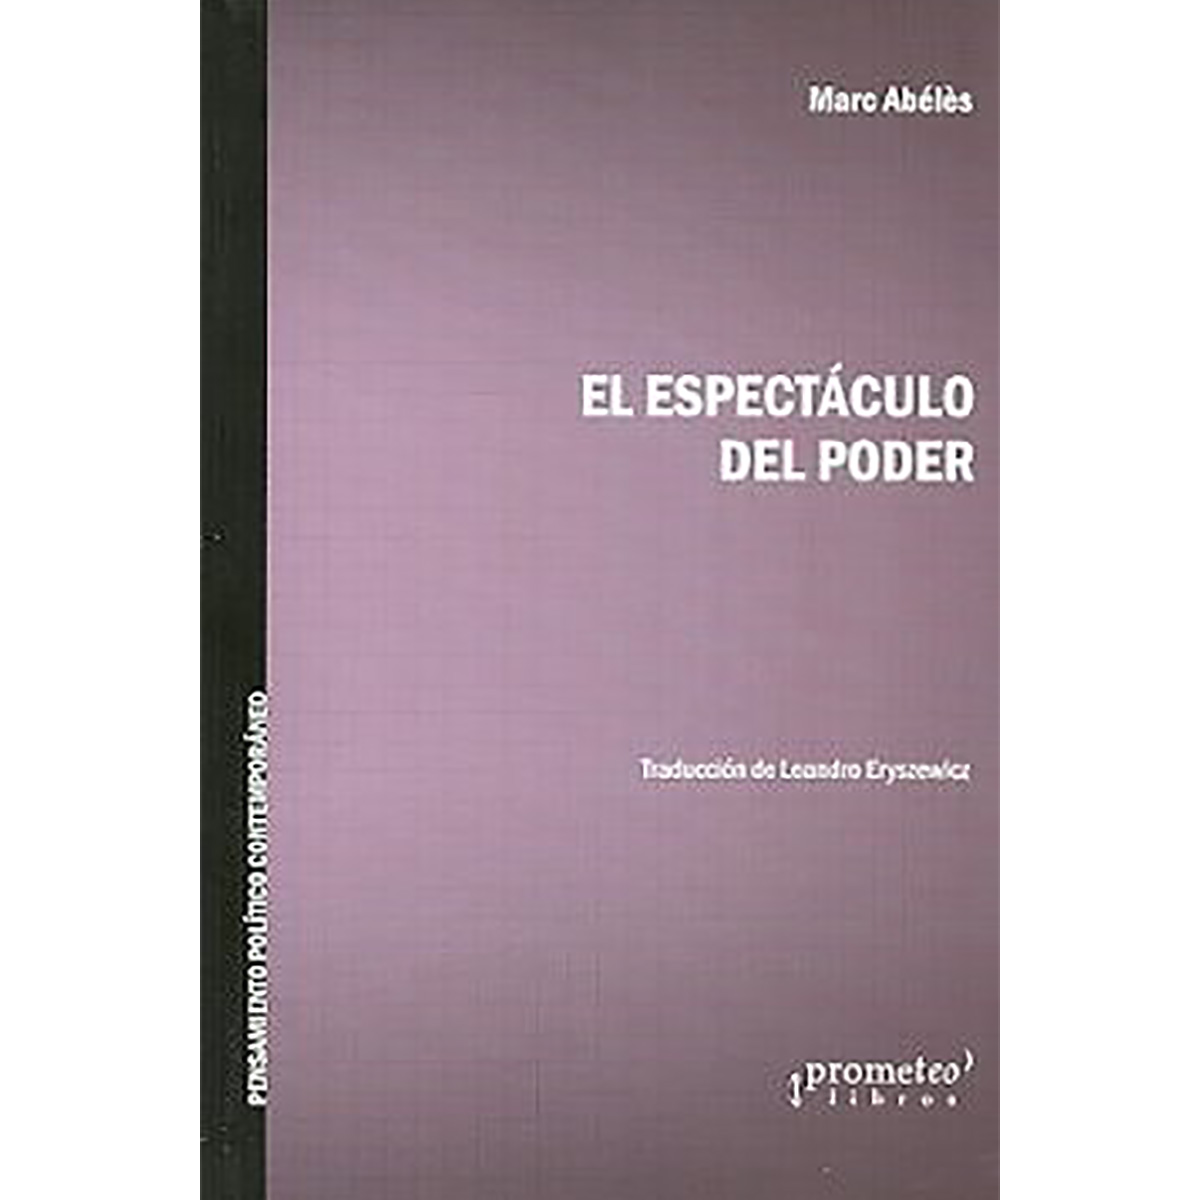 Marc Abélès
EL ESPECTÁCULO
DEL PODER
Traducción de Leandro Eryszewicz
PENSAMIENTO POLÍTICO CONTEMPORÁNEO
prometeo
libros